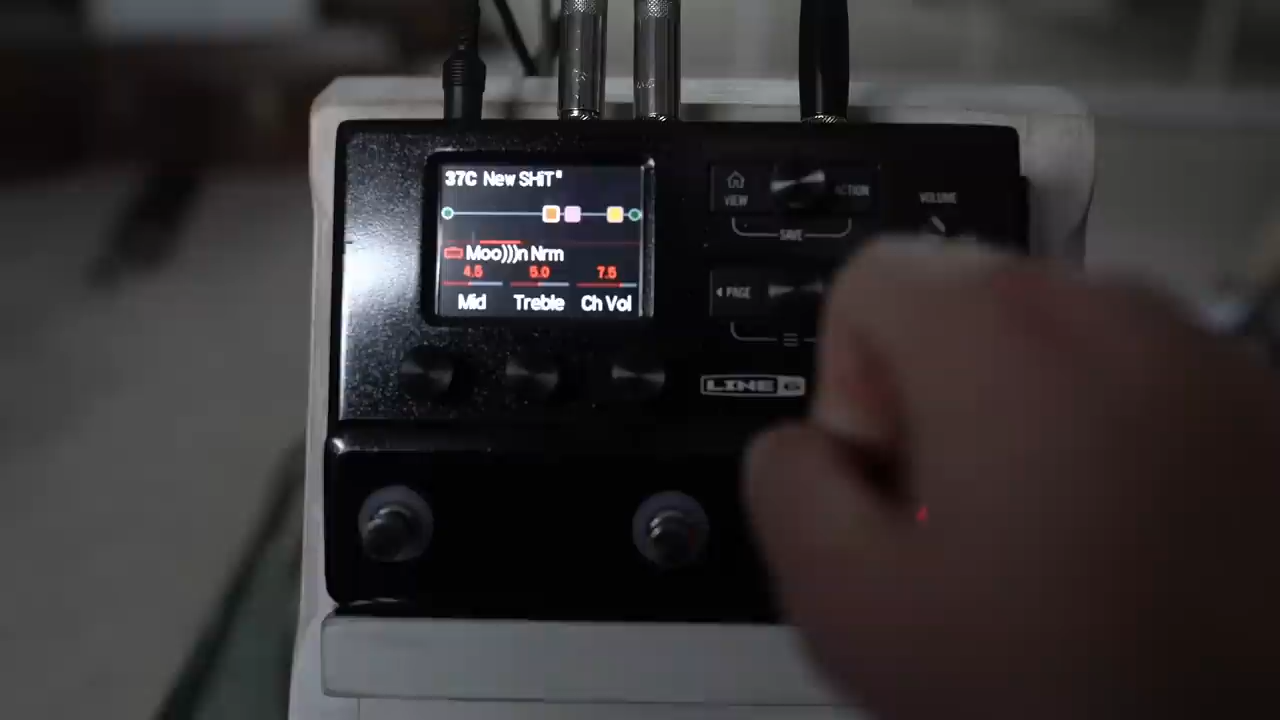 37C New SHiT
VIEW
ACTION
SAVE
VOLUME
Moo)))n Nrm
4.5 5.0 7.5
Mid Treble Ch Vol
PAGE
LINE 6